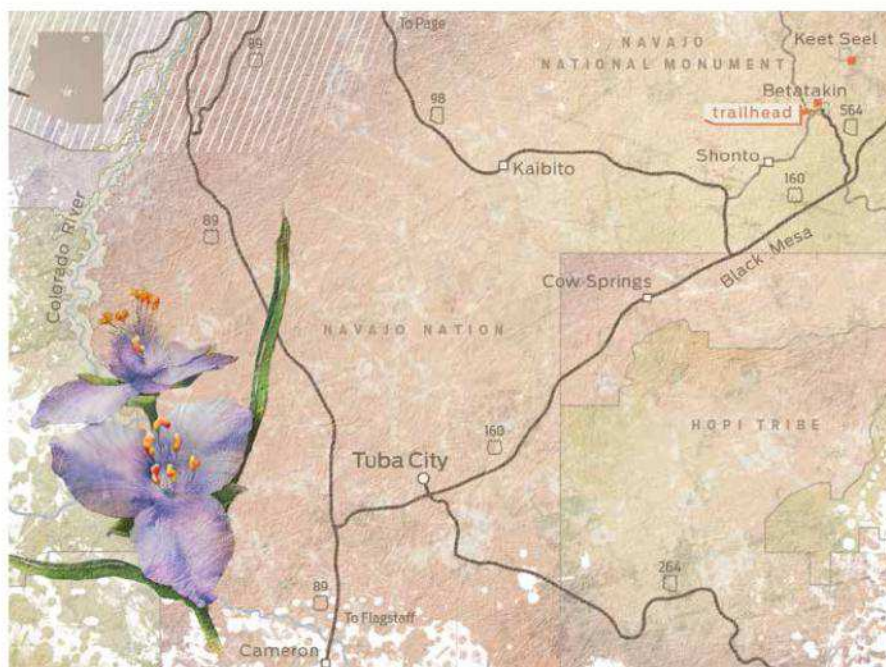 To Page
89
NAVAJO
NATIONAL MONUMENT
Keet Seel
Betatakin
trailhead
564
98
Shonto
Kaibito
160
89
Colorado River
Black Mesa
Cow Springs
NAVAJO NATION
HOPI TRIBE
160
Tuba City
264
89
To Flagstaff
Cameron